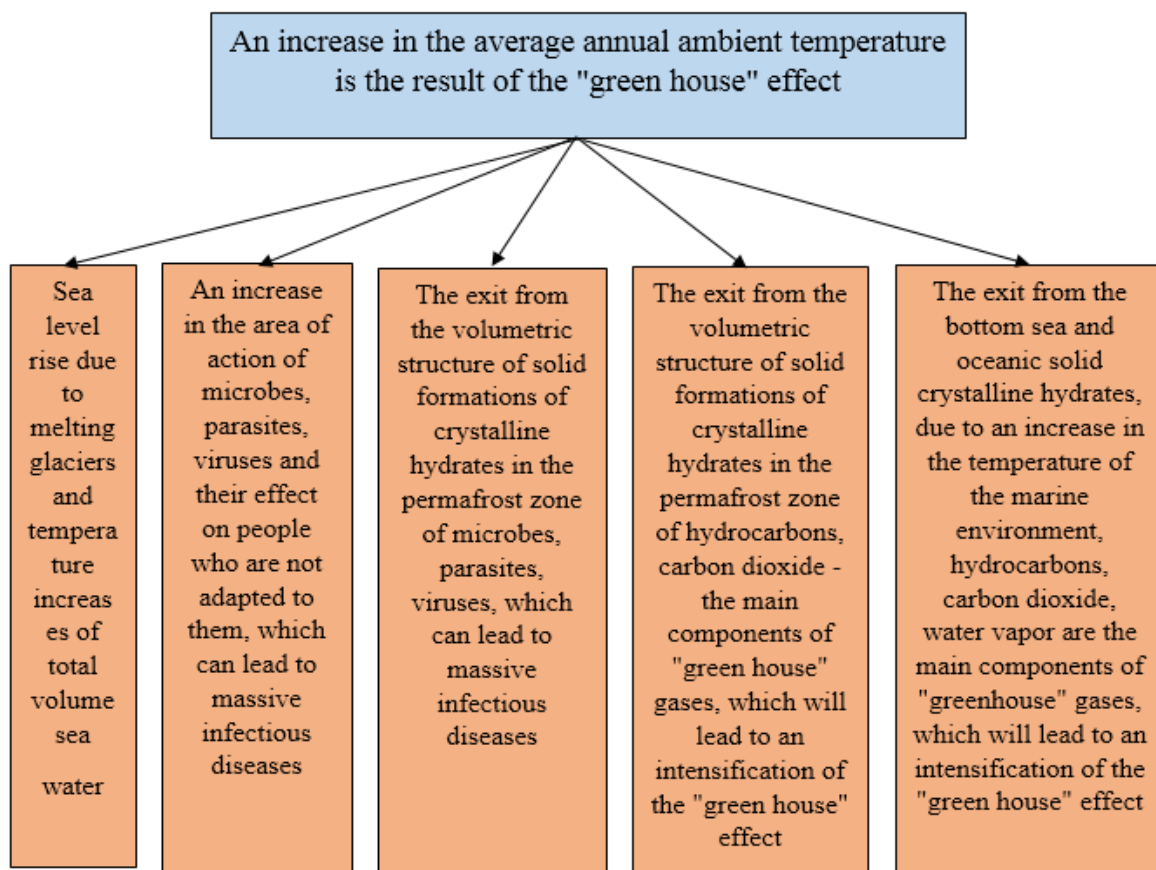 An increase in the average annual ambient temperature
is the result of the "green house" effect
Sea
level
rise due
to
melting
glaciers
and
tempera
ture
increas
es of
total
volume
sea
water
An increase
in the area of
action of
microbes,
parasites,
viruses and
their effect
on people
who are not
adapted to
them, which
can lead to
massive
infectious
diseases
The exit from
the volumetric
structure of solid
formations of
crystalline
hydrates in the
permafrost zone
of microbes,
parasites,
viruses, which
can lead to
massive
infectious
diseases
The exit from the
volumetric
structure of solid
formations of
crystalline
hydrates in the
permafrost zone
of hydrocarbons,
carbon dioxide -
the main
components of
"green house"
gases, which will
lead to an
intensification of
the "green house"
effect
The exit from the
bottom sea and
oceanic solid
crystalline hydrates,
due to an increase in
the temperature of
the marine
environment,
hydrocarbons,
carbon dioxide,
water vapor are the
main components of
"greenhouse" gases,
which will lead to an
intensification of the
"green house" effect